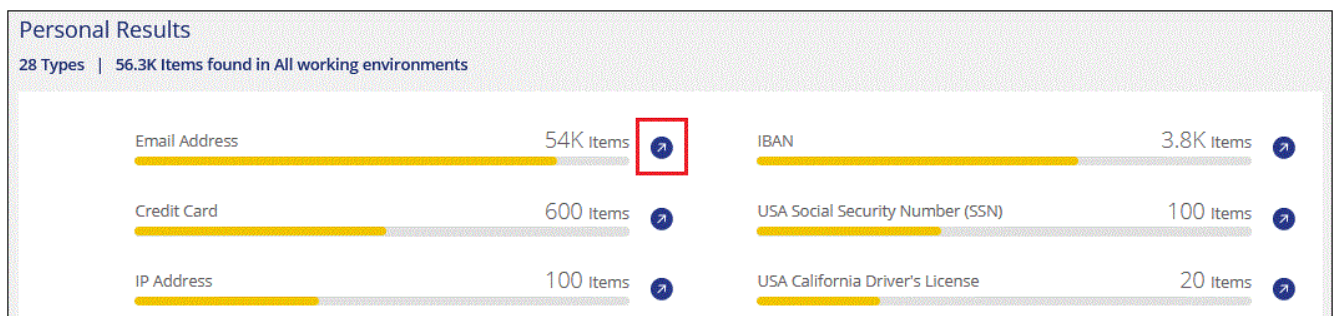 Personal Results
28 Types | 56.3K Items found in All working environments
Email Address 54K Items
IBAN 3.8K Items
Credit Card 600 Items
USA Social Security Number (SSN) 100 Items
IP Address 100 Items
USA California Driver's License 20 Items